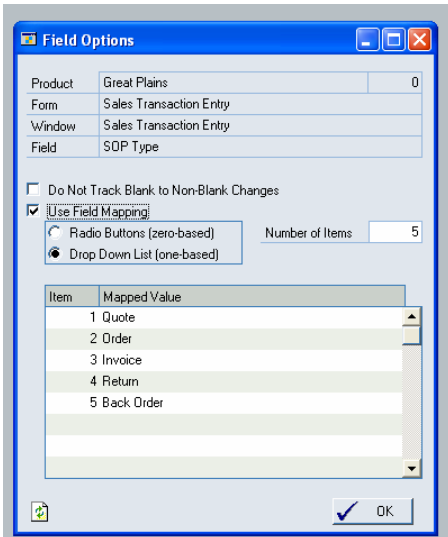 Field Options
Product Great Plains 0
Form Sales Transaction Entry
Window Sales Transaction Entry
Field SOP Type
Do Not Track Blank to Non-Blank Changes
Use Field Mapping
Radio Buttons (zero-based) Number of Items 5
Drop Down List (one-based)
Item Mapped Value
1 Quote
2 Order
3 Invoice
4 Return
5 Back Order
OK